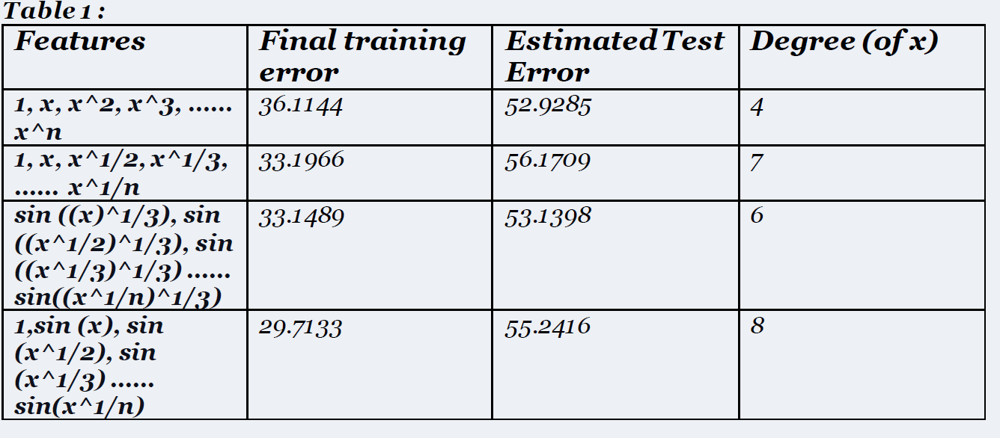 Table 1 :
Features
Final training
error
Estimated Test
Error
Degree (of x)
1, x, x^2, x^3, ......
x^n
36.1144
52.9285
4
1, x, x^1/2, x^1/3,
...... x^1/n
33.1966
56.1709
7
sin ((x)^1/3), sin
((x^1/2)^1/3), sin
((x^1/3)^1/3) ......
sin((x^1/n)^1/3)
33.1489
53.1398
6
1,sin (x), sin
(x^1/2), sin
(x^1/3) ......
sin(x^1/n)
29.7133
55.2416
8